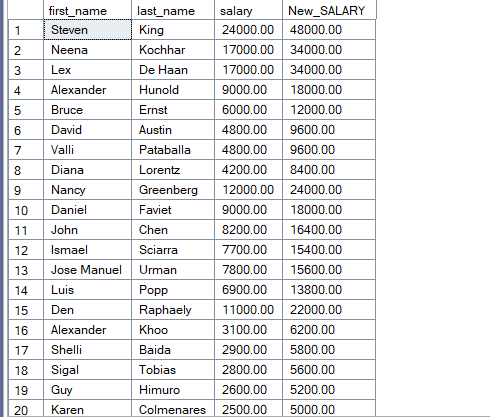 first_name last_name salary New_SALARY
1 Steven King 24000.00 48000.00
2 Neena Kochhar 17000.00 34000.00
3 Lex De Haan 17000.00 34000.00
4 Alexander Hunold 9000.00 18000.00
5 Bruce Ernst 6000.00 12000.00
6 David Austin 4800.00 9600.00
7 Valli Pataballa 4800.00 9600.00
8 Diana Lorentz 4200.00 8400.00
9 Nancy Greenberg 12000.00 24000.00
10 Daniel Faviet 9000.00 18000.00
11 John Chen 8200.00 16400.00
12 Ismael Sciarra 7700.00 15400.00
13 Jose Manuel Urman 7800.00 15600.00
14 Luis Popp 6900.00 13800.00
15 Den Raphaely 11000.00 22000.00
16 Alexander Khoo 3100.00 6200.00
17 Shelli Baida 2900.00 5800.00
18 Sigal Tobias 2800.00 5600.00
19 Guy Himuro 2600.00 5200.00
20 Karen Colmenares 2500.00 5000.00